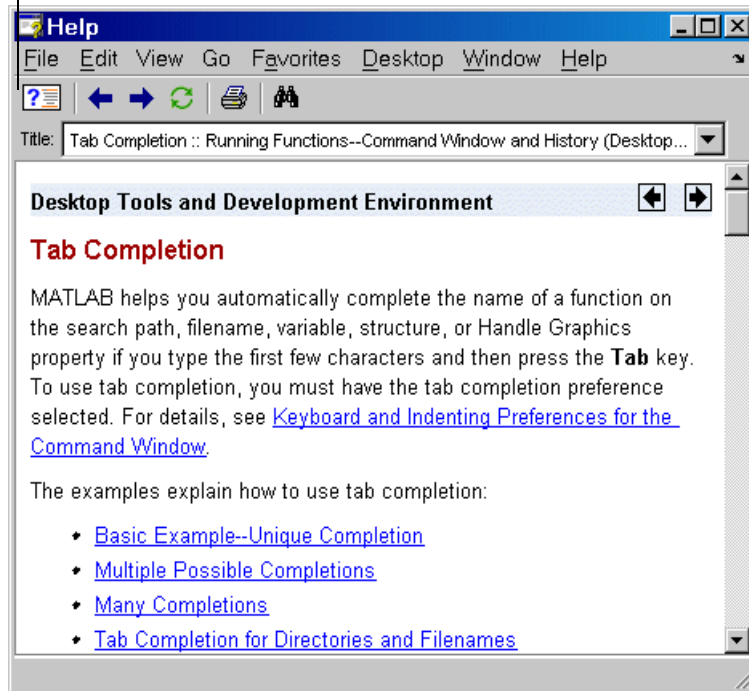 Help
File Edit View Go Favorites Desktop Window Help
Title: Tab Completion :: Running Functions--Command Window and History (Desktop...
Desktop Tools and Development Environment
Tab Completion
MATLAB helps you automatically complete the name of a function on
the search path, filename, variable, structure, or Handle Graphics
property if you type the first few characters and then press the Tab key.
To use tab completion, you must have the tab completion preference
selected. For details, see Keyboard and Indenting Preferences for the
Command Window.
The examples explain how to use tab completion:
• Basic Example--Unique Completion
• Multiple Possible Completions
• Many Completions
• Tab Completion for Directories and Filenames